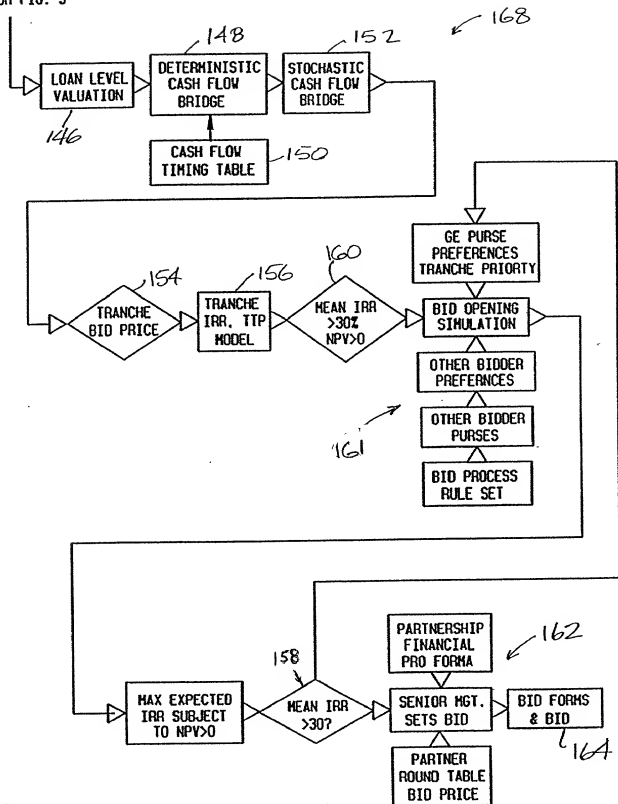 148
152
168
LOAN LEVEL
VALUATION
146
DETERMINISTIC
CASH FLOW
BRIDGE
STOCHASTIC
CASH FLOW
BRIDGE
CASH FLOW
TIMING TABLE
150
GE PURSE
PREFERENCES
TRANCHE PRIORTY
154
156
160
TRANCHE
BID PRICE
TRANCHE
IRR, TTP
MODEL
MEAN IRR
>30%
NPV>0
BID OPENING
SIMULATION
OTHER BIDDER
PREFERNCES
OTHER BIDDER
PURSES
161
BID PROCESS
RULE SET
PARTNERSHIP
FINANCIAL
PRO FORMA
162
158
MAX EXPECTED
IRR SUBJECT
TO NPV>0
MEAN IRR
>30?
SENIOR MGT.
SETS BID
BID FORMS
& BID
164
PARTNER
ROUND TABLE
BID PRICE